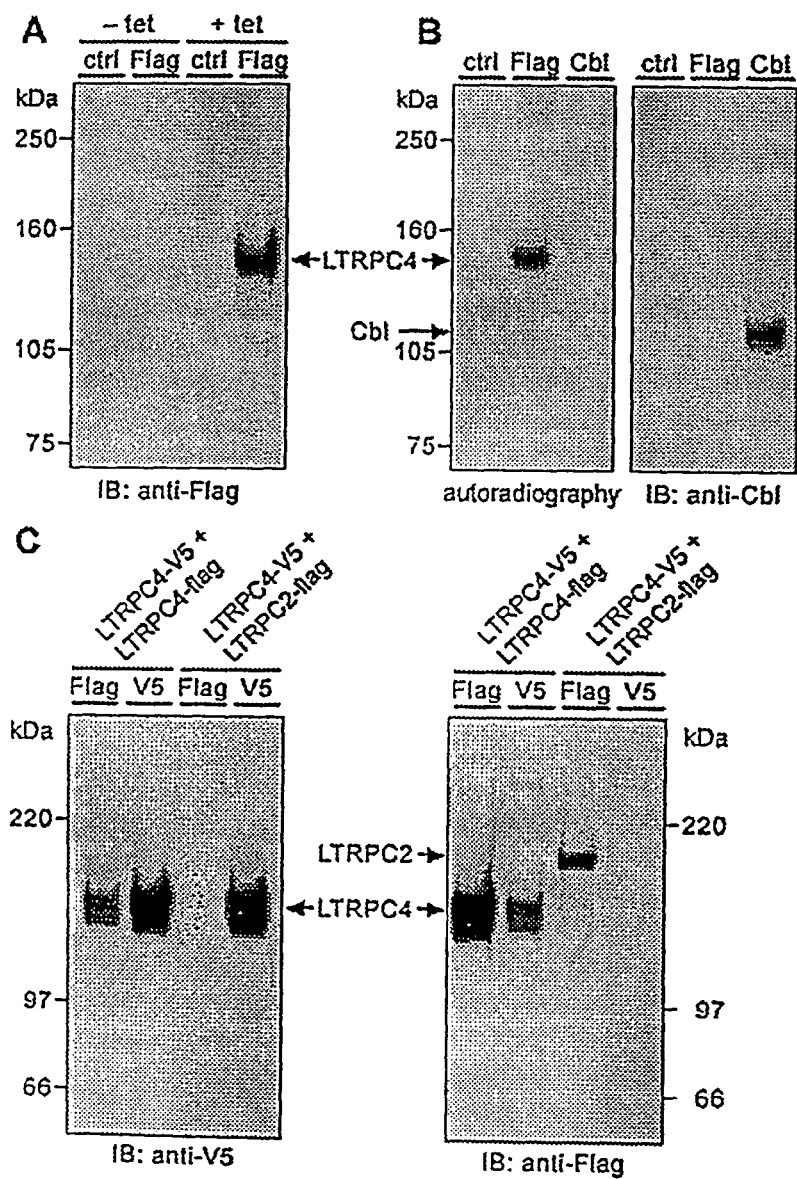 A
– tet + tet
ctrl Flag ctrl Flag
kDa
250
160
105
75
LTRPC4
IB: anti-Flag
B
ctrl Flag Cbl ctrl Flag Cbl
kDa
250
160
Cbl
105
75
autoradiography IB: anti-Cbl
C
LTRPC4-V5 +
LTRPC4-flag
LTRPC4-V5 +
LTRPC2-flag
Flag V5 Flag V5
kDa
220
97
66
IB: anti-V5
LTRPC2
LTRPC4
LTRPC4-V5 +
LTRPC4-flag
LTRPC4-V5 +
LTRPC2-flag
Flag V5 Flag V5
kDa
220
97
66
IB: anti-Flag